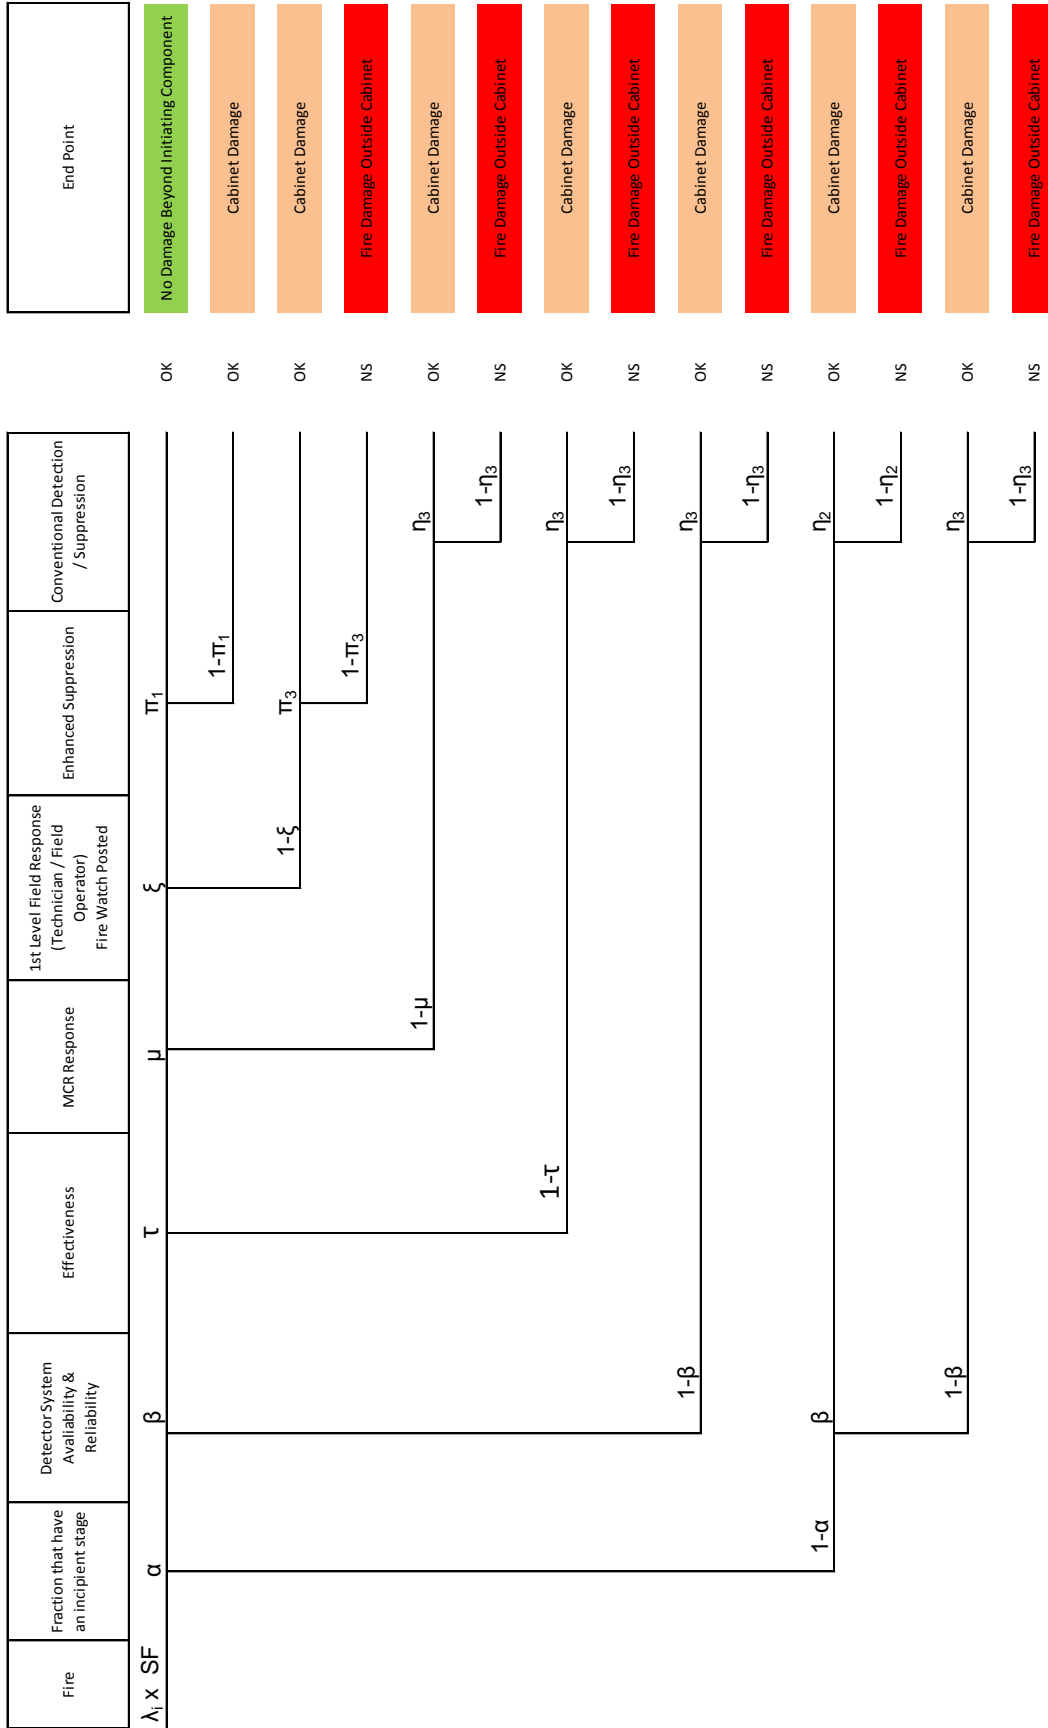 Fire
Fraction that have
an incipient stage
Detector System
Avaliability &
Reliability
Effectiveness
MCR Response
1st Level Field Response
(Technician / Field
Operator)
Fire Watch Posted
Enhanced Suppression
Conventional Detection
/ Suppression
End Point
λi x SF
α
β
τ
μ
ξ
π1
OK
No Damage Beyond Initiating Component
1-π1
OK
Cabinet Damage
1-ξ
π3
OK
Cabinet Damage
1-π3
NS
Fire Damage Outside Cabinet
1-μ
η3
OK
Cabinet Damage
1-η3
NS
Fire Damage Outside Cabinet
1-τ
η3
OK
Cabinet Damage
1-η3
NS
Fire Damage Outside Cabinet
1-β
η3
OK
Cabinet Damage
1-η3
NS
Fire Damage Outside Cabinet
1-α
β
η2
OK
Cabinet Damage
1-η2
NS
Fire Damage Outside Cabinet
1-β
η3
OK
Cabinet Damage
1-η3
NS
Fire Damage Outside Cabinet